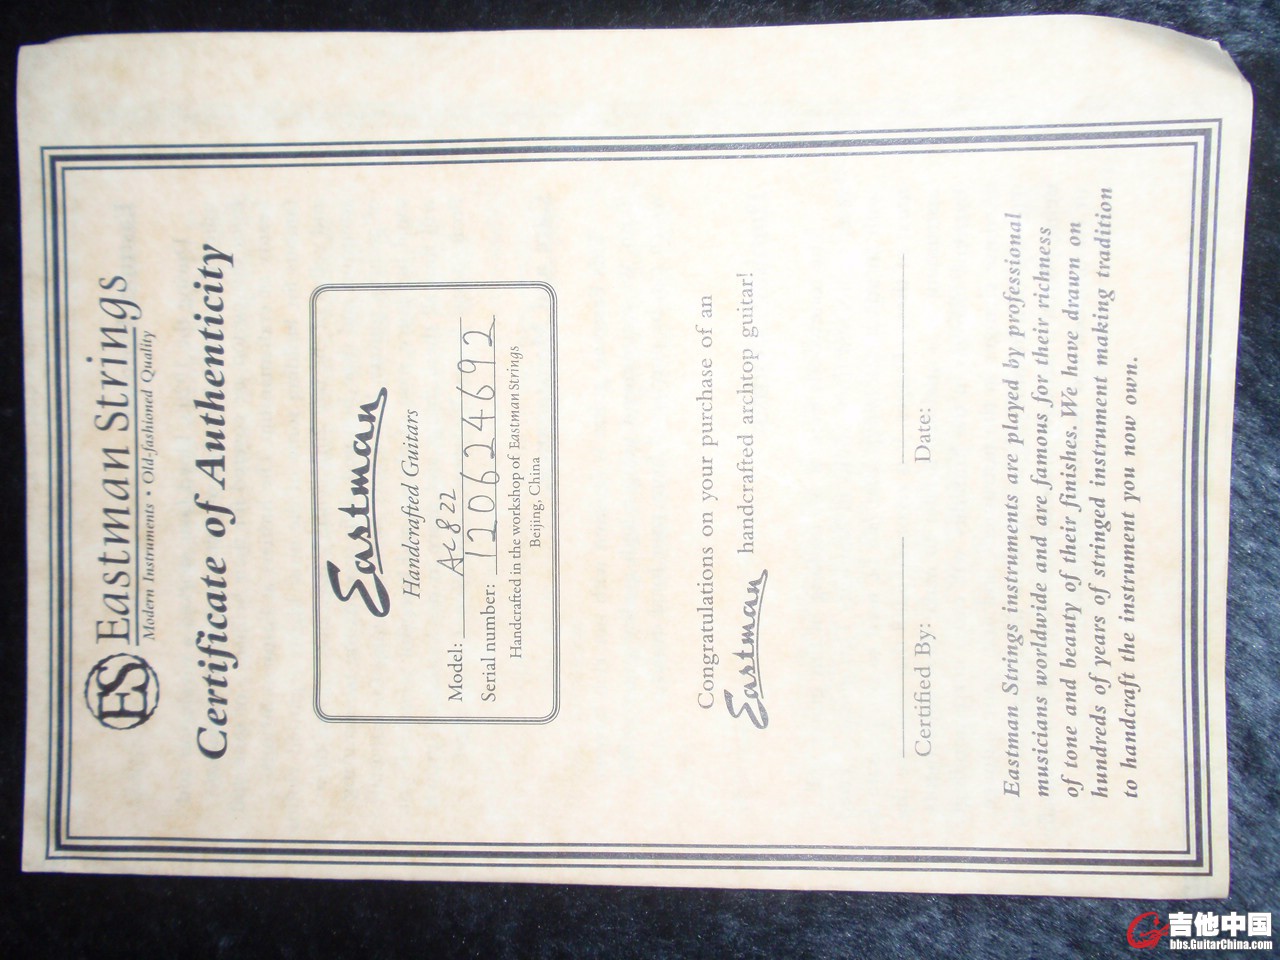 ES Eastman Strings
Modern Instruments • Old-fashioned Quality
Certificate of Authenticity
Eastman
Handcrafted Guitars
Model: AC822
Serial number: 120624692
Handcrafted in the workshop of Eastman Strings
Beijing, China
Congratulations on your purchase of an
Eastman handcrafted archtop guitar!
Certified By: Date:
Eastman Strings instruments are played by professional
musicians worldwide and are famous for their richness
of tone and beauty of their finishes. We have drawn on
hundreds of years of stringed instrument making tradition
to handcraft the instrument you now own.
吉他中国
bbs.GuitarChina.com